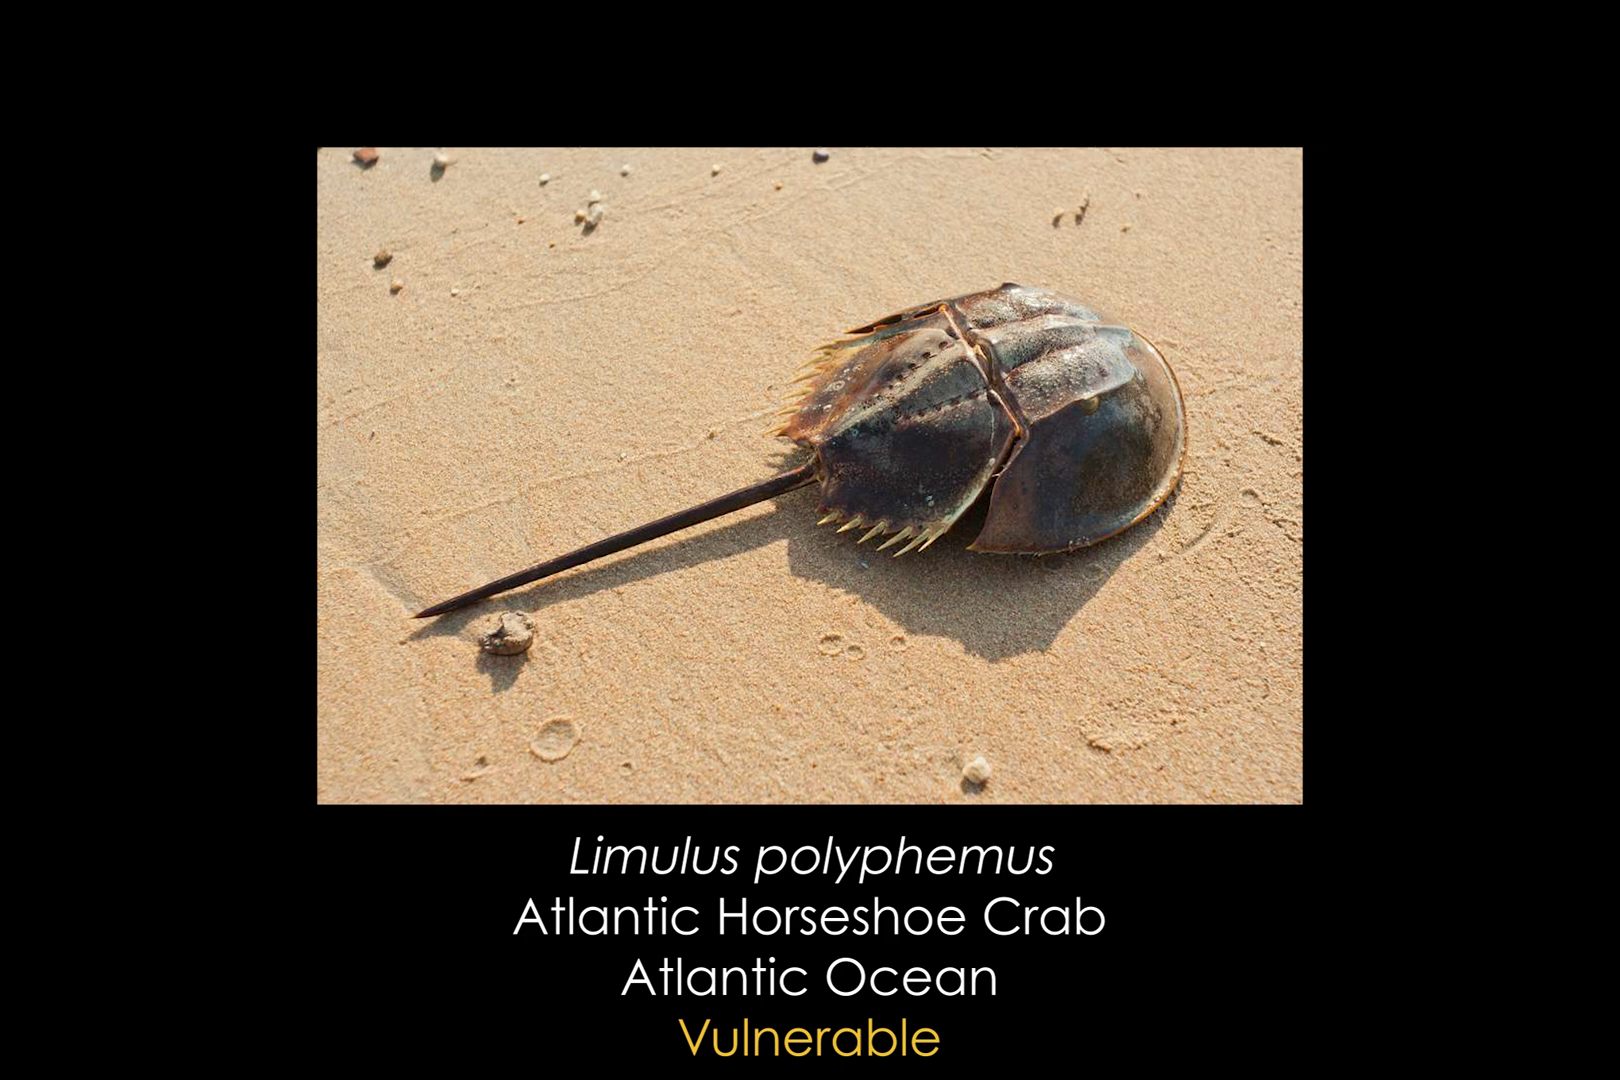 Limulus polyphemus
Atlantic Horseshoe Crab
Atlantic Ocean
Vulnerable